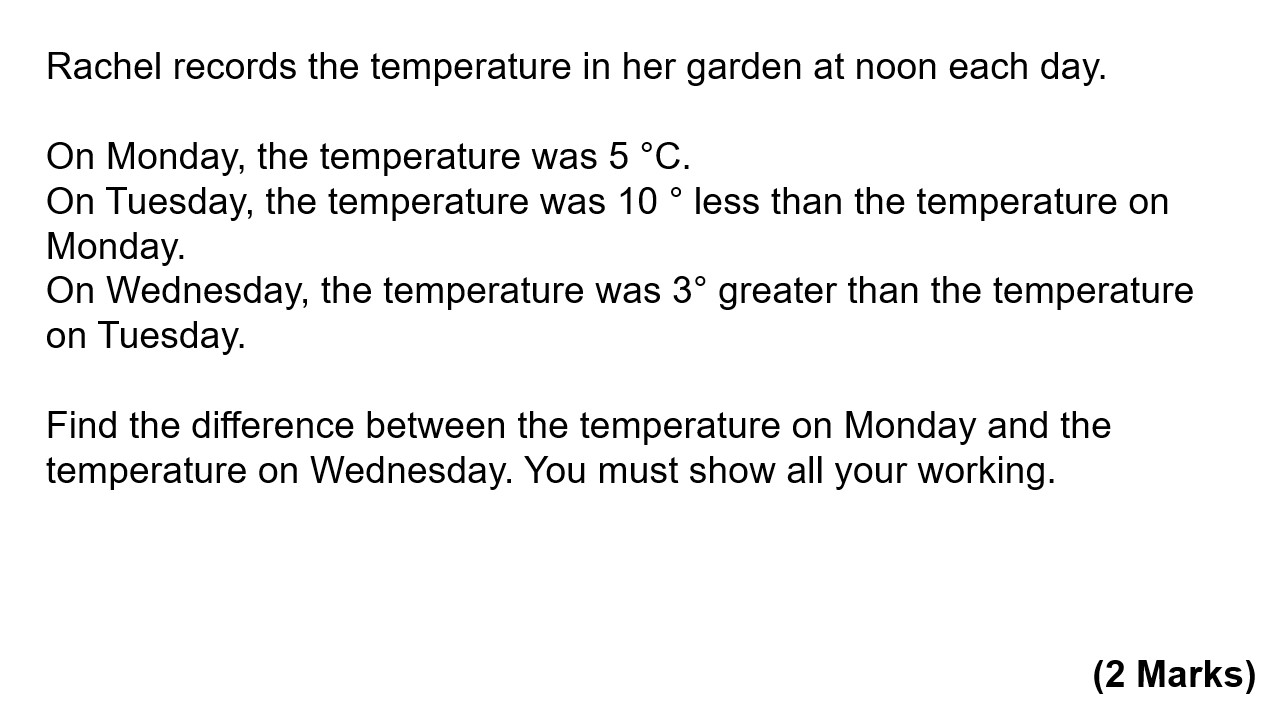 Rachel records the temperature in her garden at noon each day.
On Monday, the temperature was 5 °C.
On Tuesday, the temperature was 10 ° less than the temperature on
Monday.
On Wednesday, the temperature was 3° greater than the temperature
on Tuesday.
Find the difference between the temperature on Monday and the
temperature on Wednesday. You must show all your working.
(2 Marks)